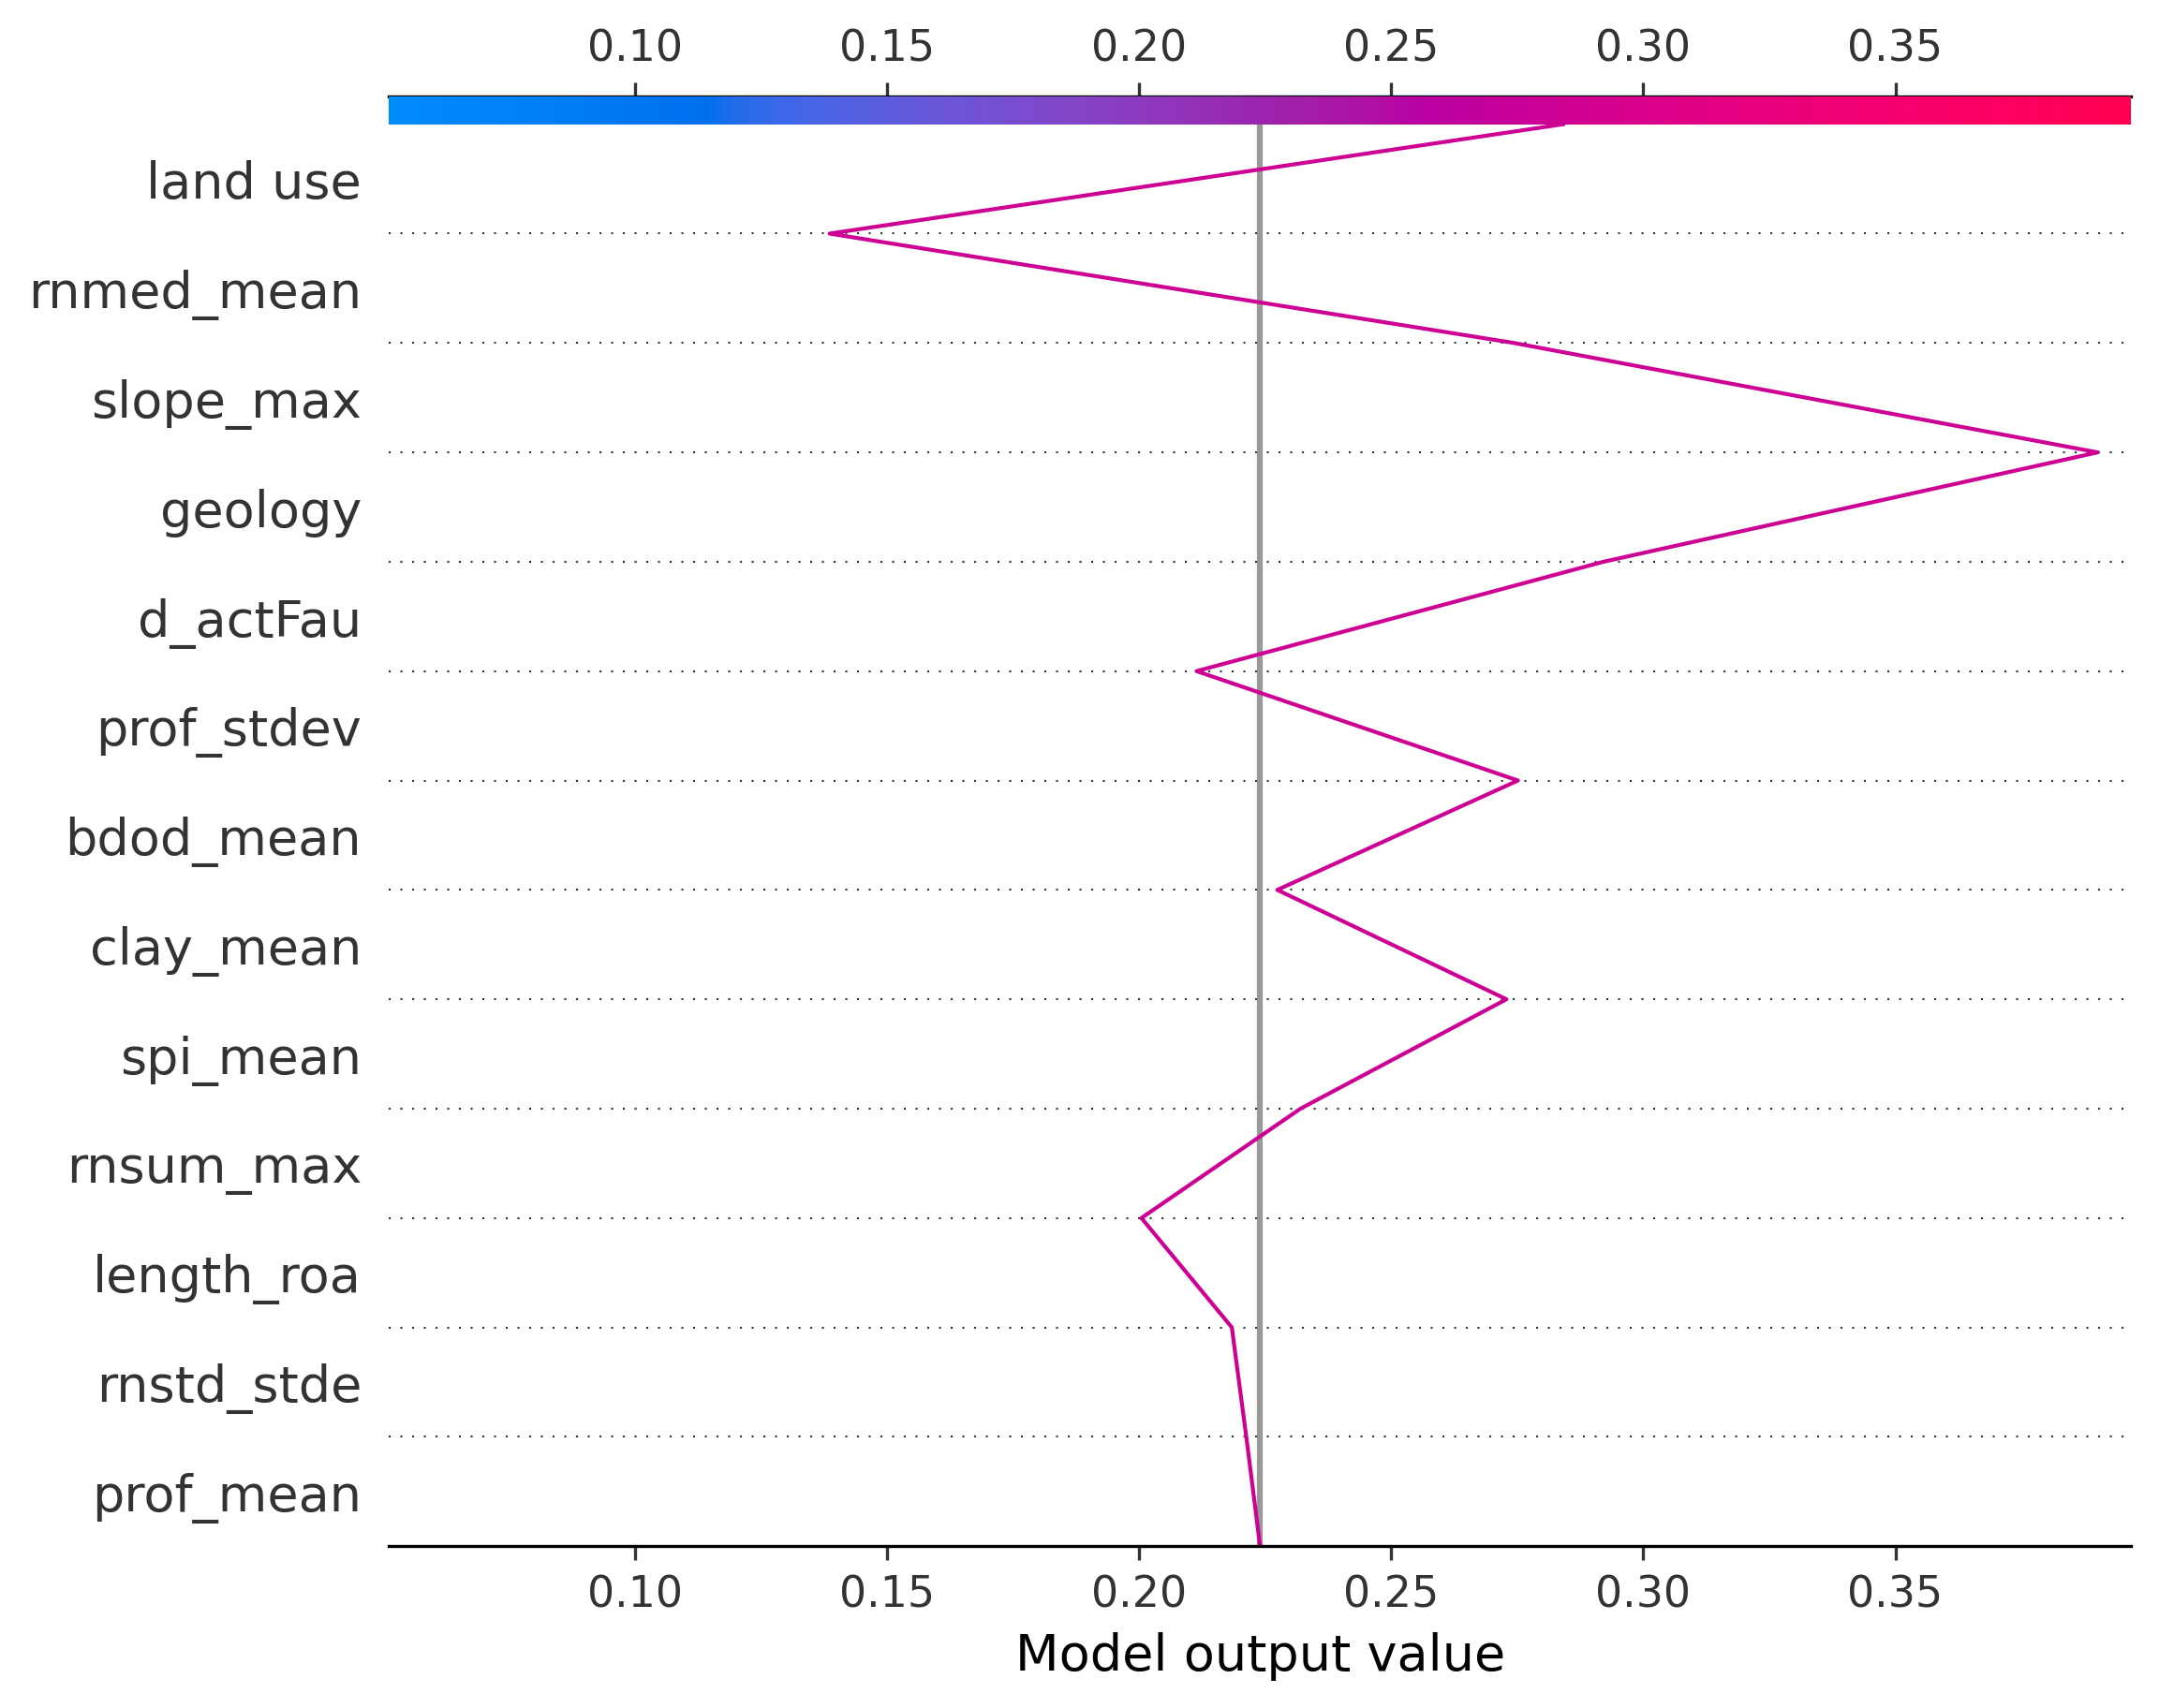 0.10 0.15 0.20 0.25 0.30 0.35
land use
rnmed_mean
slope_max
geology
d_actFau
prof_stdev
bdod_mean
clay_mean
spi_mean
rnsum_max
length_roa
rnstd_stde
prof_mean
0.10 0.15 0.20 0.25 0.30 0.35
Model output value